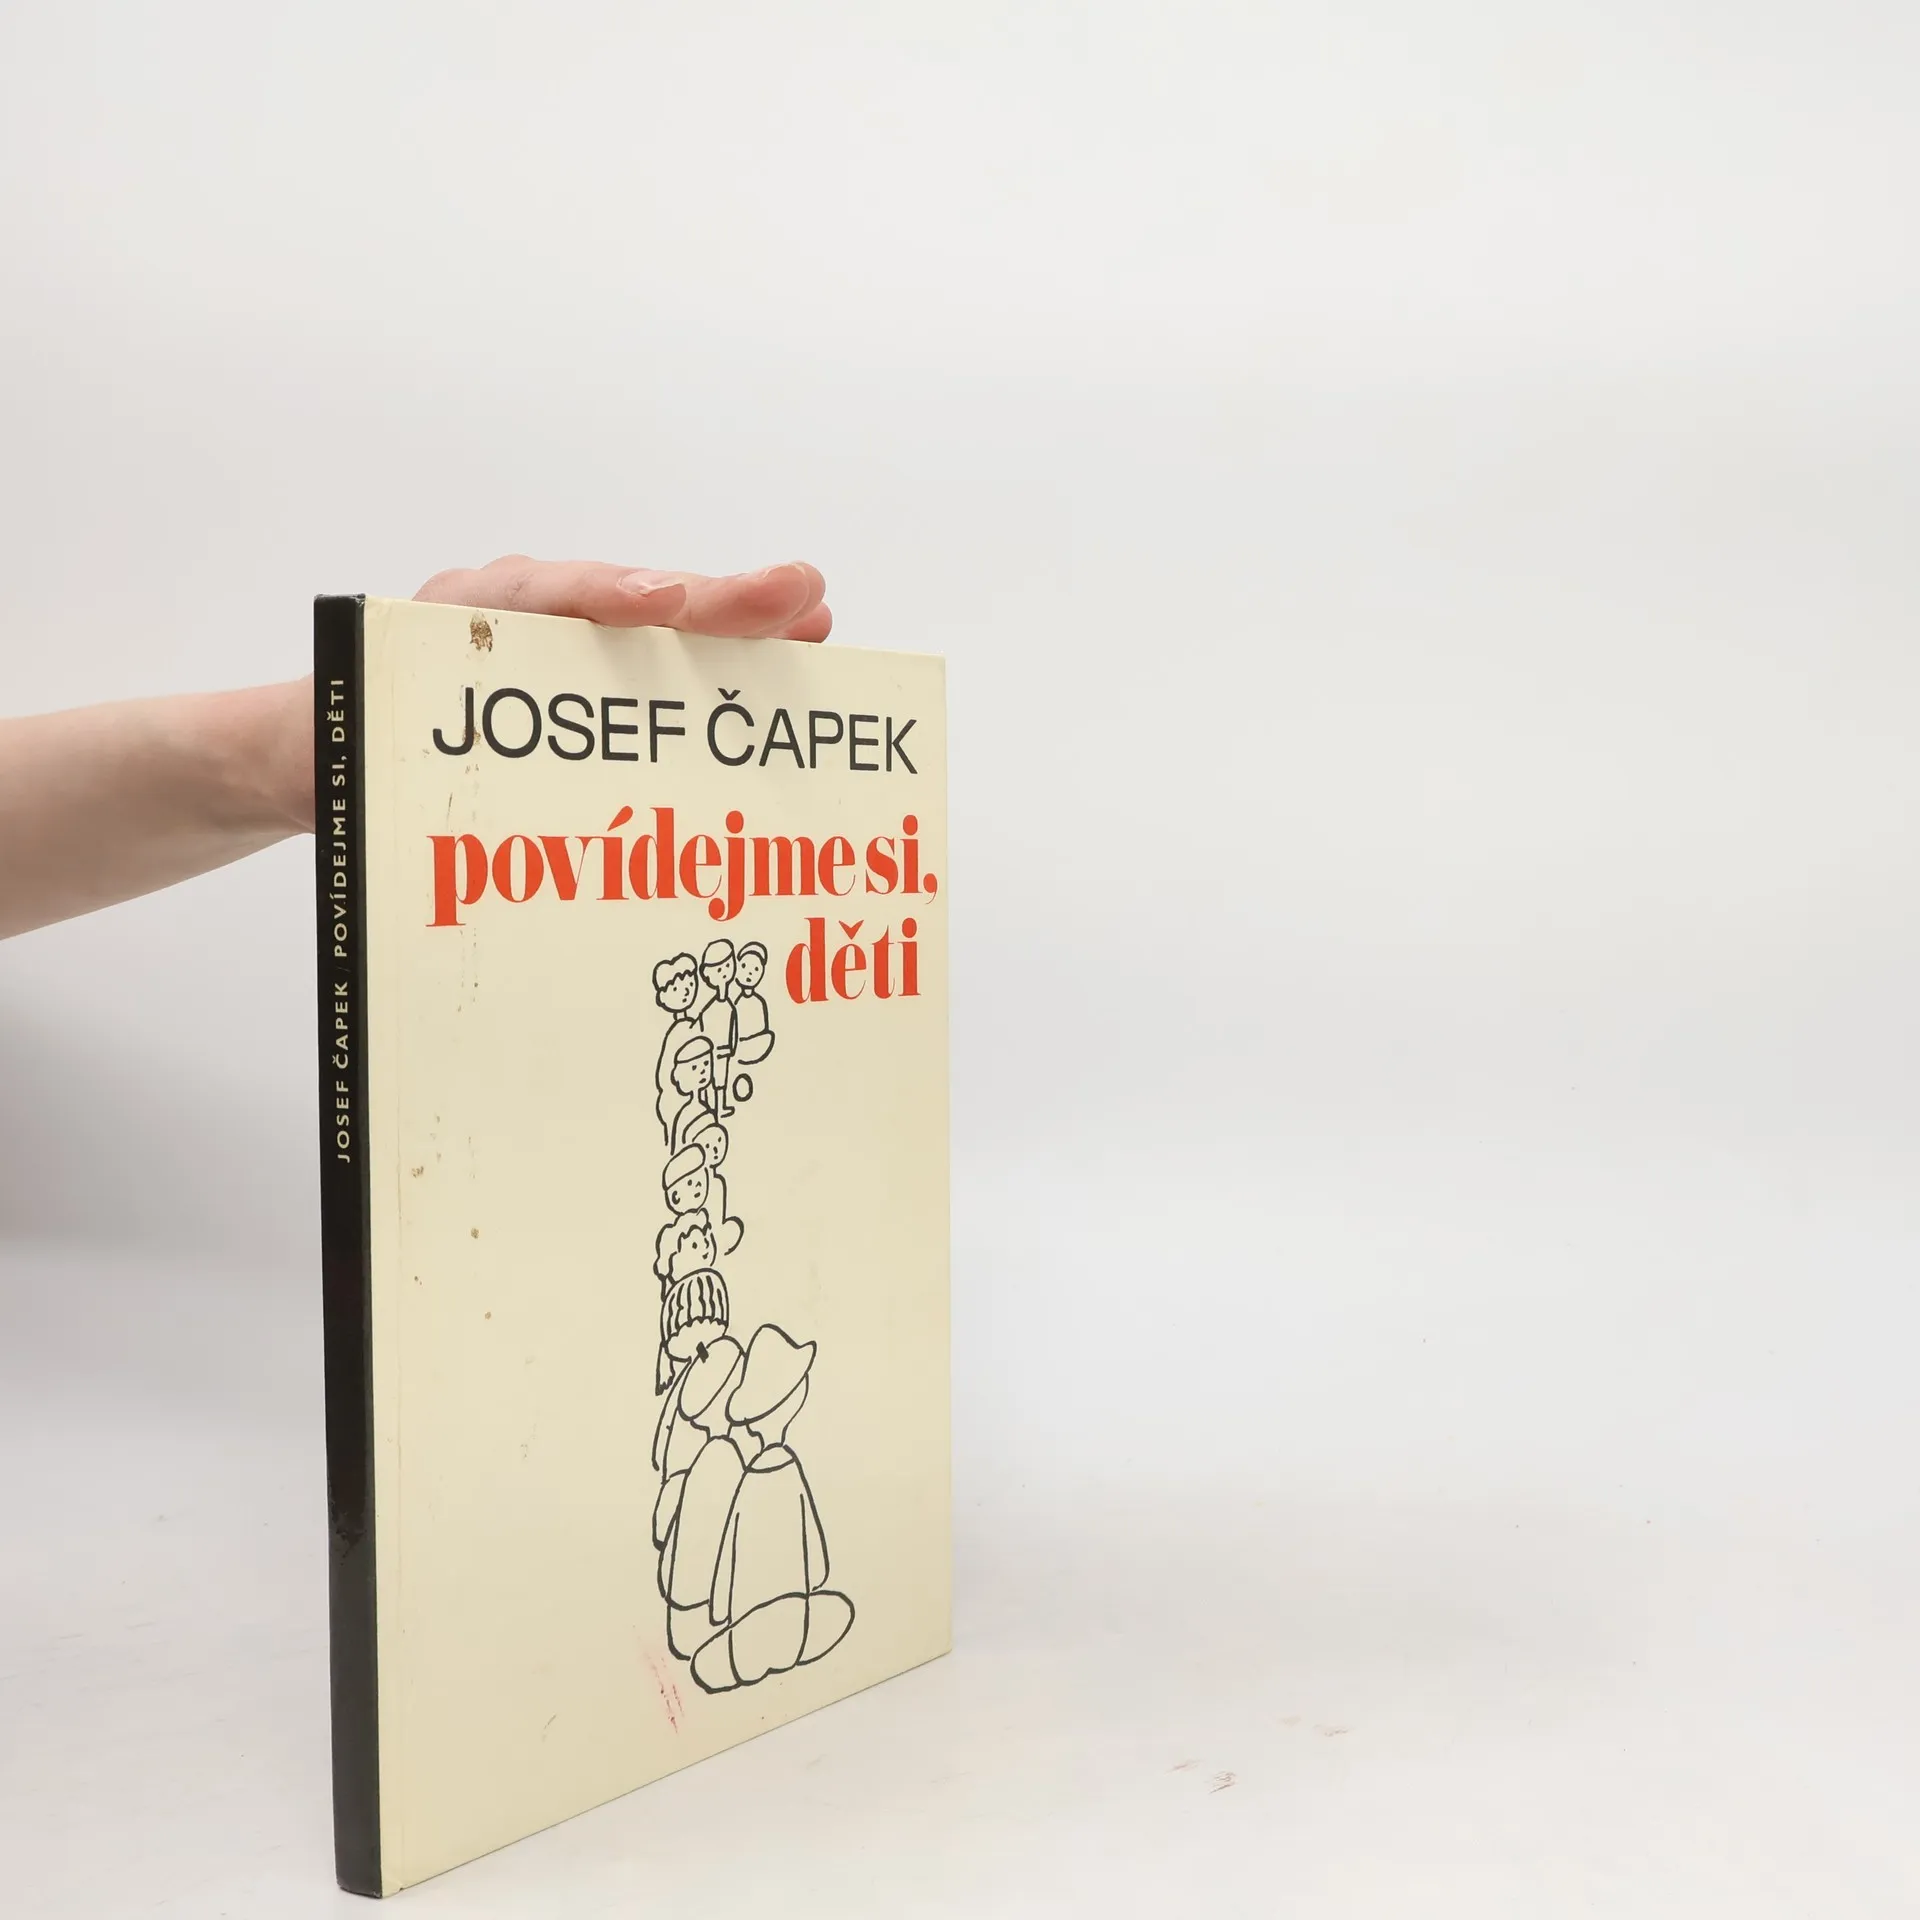 JOSEF ČAPEK / POVÍDEJME SI, DĚTI
JOSEF ČAPEK
povídejme si,
děti